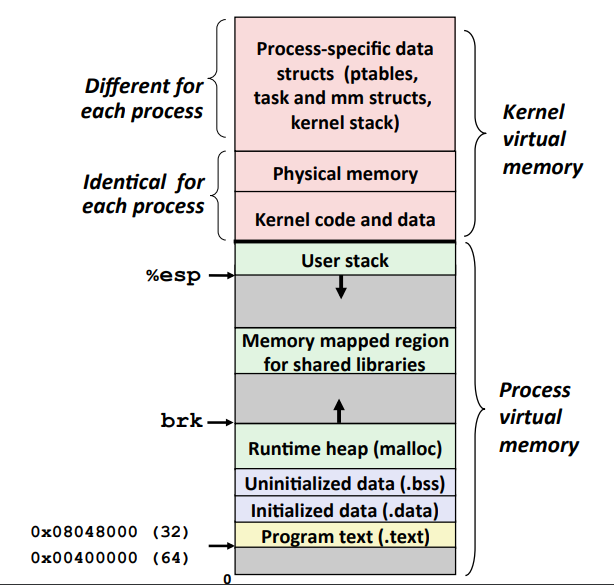 Process-specific data
structs (ptables,
task and mm structs,
kernel stack)
Different for
each process
Kernel
virtual
memory
Physical memory
Identical for
each process
Kernel code and data
User stack
%esp
Memory mapped region
for shared libraries
Process
virtual
memory
brk
Runtime heap (malloc)
Uninitialized data (.bss)
Initialized data (.data)
Program text (.text)
0x08048000 (32)
0x00400000 (64)
0